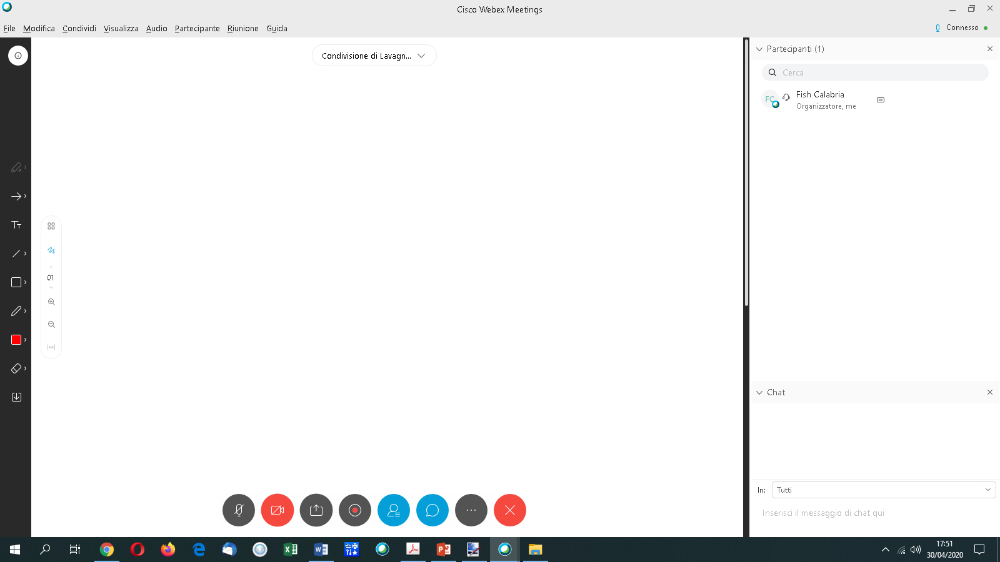 Cisco Webex Meetings
File Modifica Condividi Visualizza Audio Partecipante Riunione Guida
Connesso
Condivisione di Lavagn...
Partecipanti (1)
Cerca
FC
Fish Calabria
Organizzatore, me
Tт
01
Chat
In: Tutti
Inserisci il messaggio di chat qui
17:51
30/04/2020